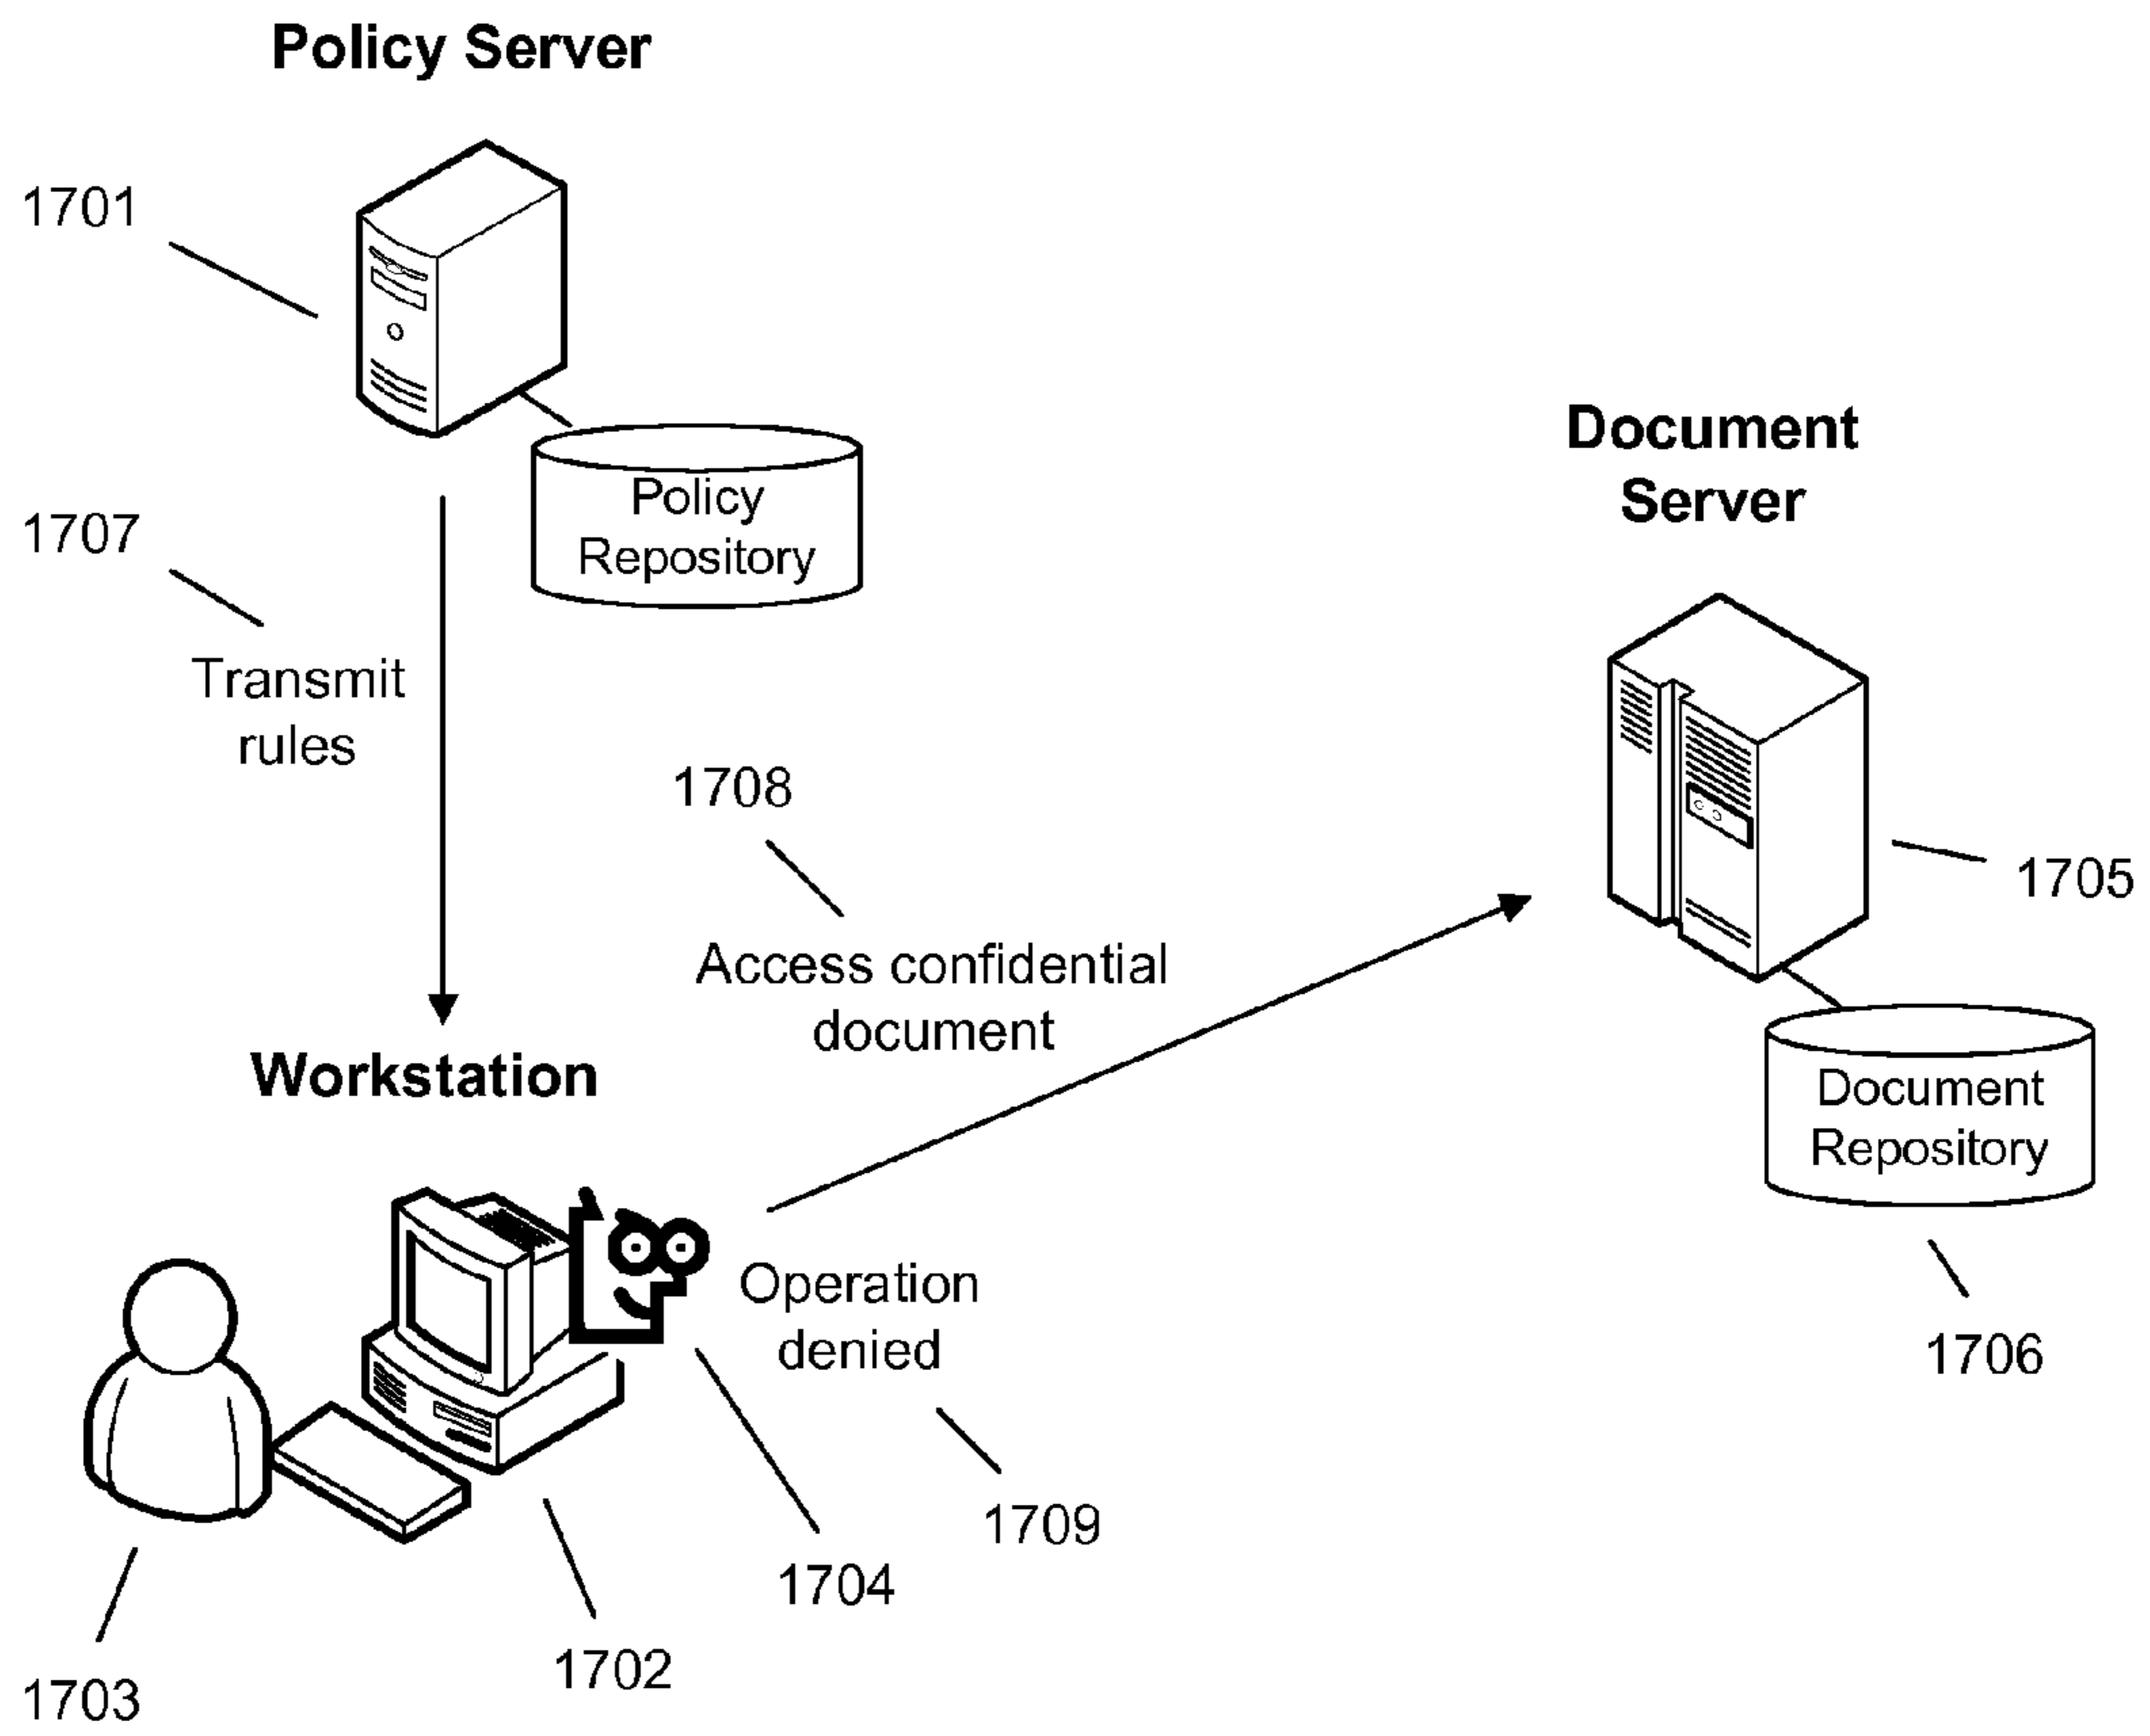 Policy Server
1701
Policy
Repository
1707
Transmit
rules
Document
Server
1708
1705
Access confidential
document
Workstation
Document
Repository
Operation
denied
1706
1709
1704
1702
1703